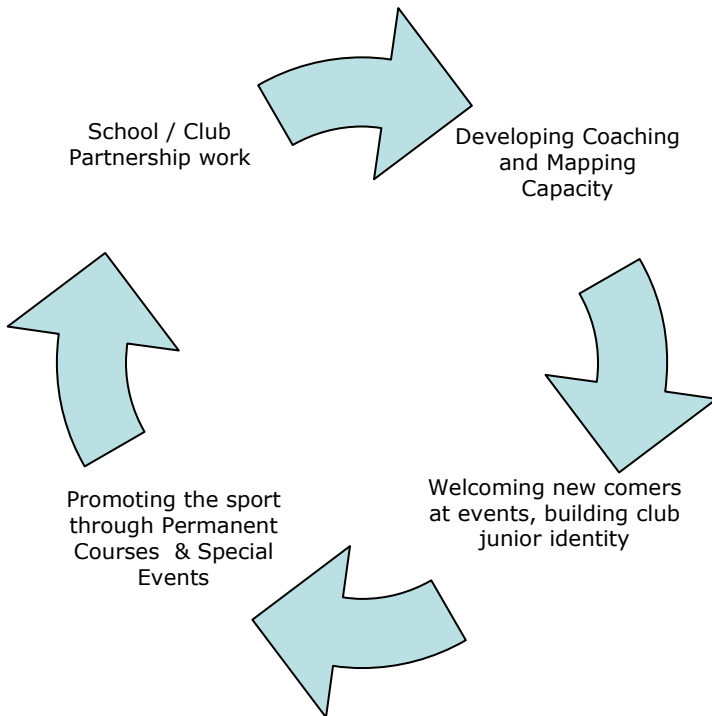 School / Club
Partnership work
Developing Coaching
and Mapping
Capacity
Welcoming new comers
at events, building club
junior identity
Promoting the sport
through Permanent
Courses  & Special
Events